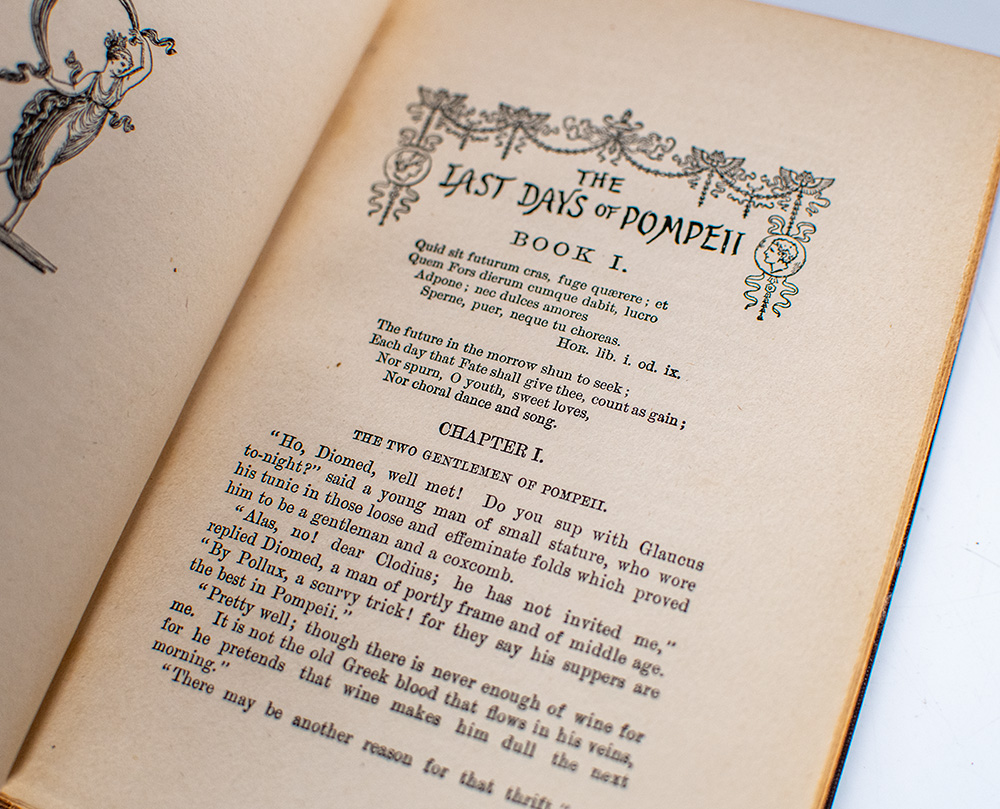 THE
LAST DAYS OF POMPEII
BOOK I.
Quid sit futurum cras, fuge quærere; et
Quem Fors dierum cumque dabit, lucro
Adpone; nec dulces amores
Sperne, puer, neque tu choreas.
HOR. lib. i. od. ix.
The future in the morrow shun to seek;
Each day that Fate shall give thee, count as gain;
Nor spurn, O youth, sweet loves,
Nor choral dance and song.
CHAPTER I.
THE TWO GENTLEMEN OF POMPEII.
"Ho, Diomed, well met! Do you sup with Glaucus
to-night?" said a young man of small stature, who wore
his tunic in those loose and effeminate folds which proved
him to be a gentleman and a coxcomb.
"Alas, no! dear Clodius; he has not invited me,"
replied Diomed, a man of portly frame and of middle age.
"By Pollux, a scurvy trick! for they say his suppers are
the best in Pompeii."
"Pretty well; though there is never enough of wine for
me. It is not the old Greek blood that flows in his veins,
for he pretends that wine makes him dull the next
morning."
"There may be another reason for that thrift,"